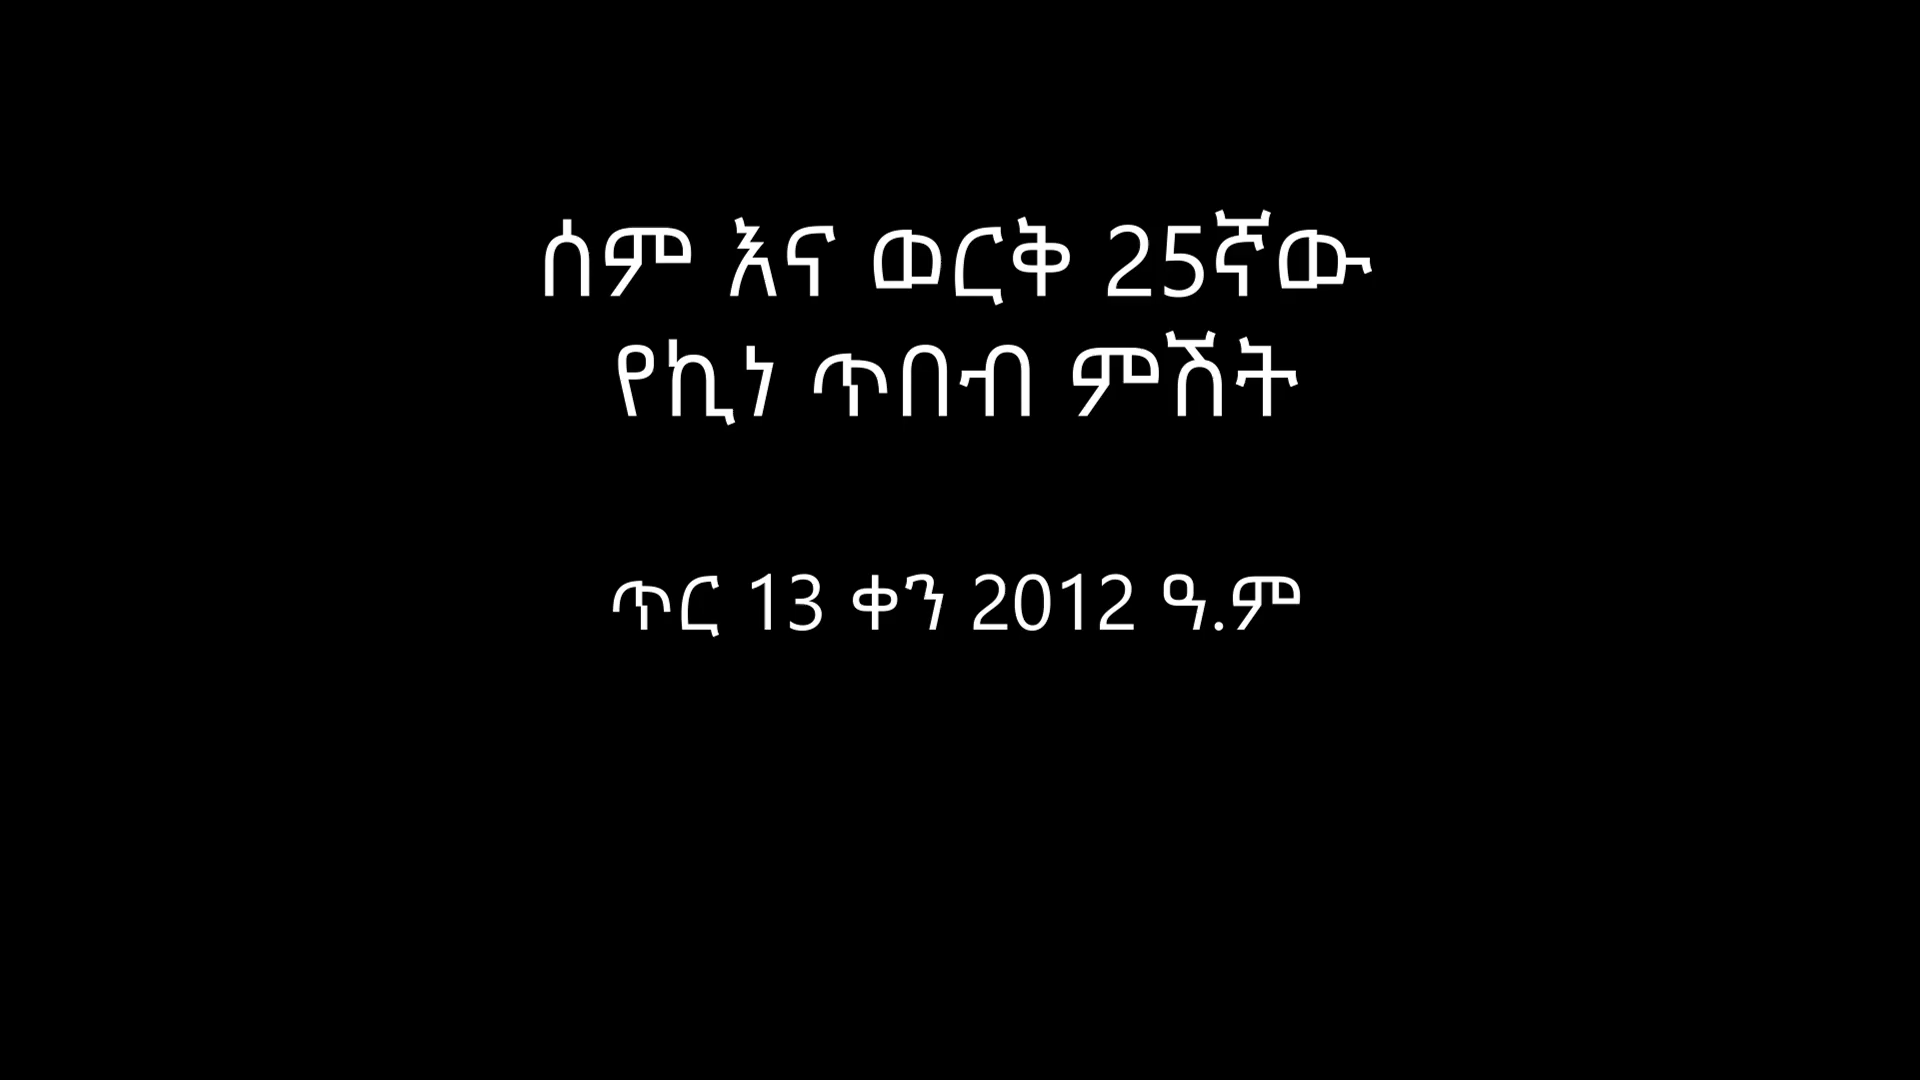 ሰም እና ወርቅ 25ኛው
የኪነ ጥበብ ምሽት
ጥር 13 ቀን 2012 ዓ.ም